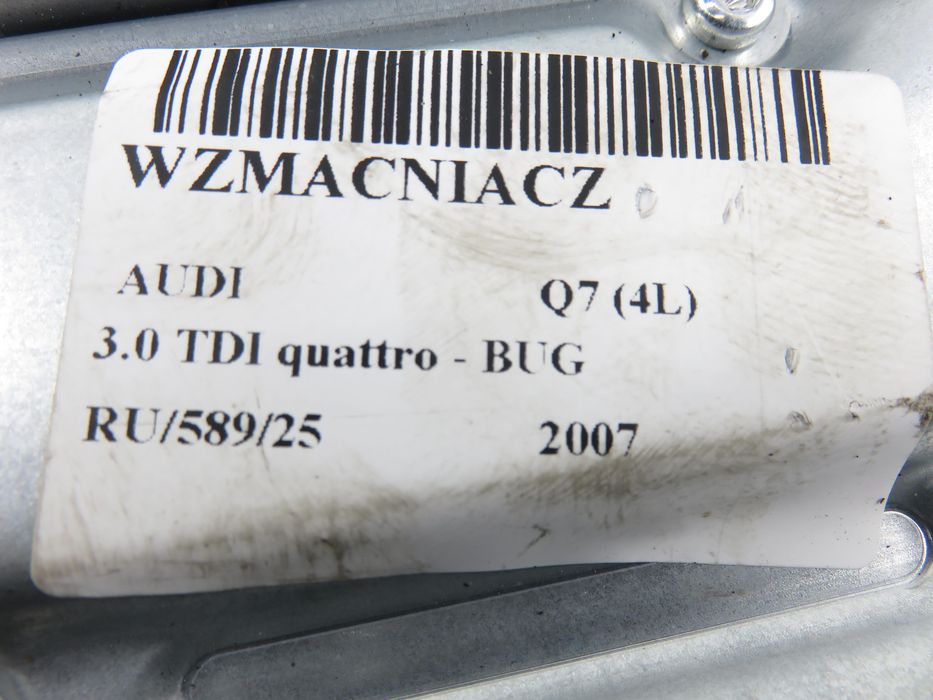 WZMACNIACZ
AUDI Q7 (4L)
3.0 TDI quattro - BUG
RU/589/25 2007